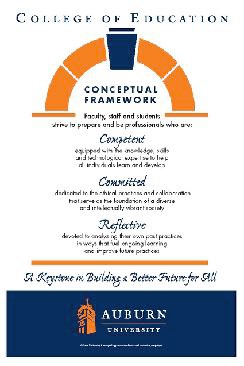 COLLEGE OF EDUCATION
CONCEPTUAL
FRAMEWORK
Faculty, staff and students
strive to prepare and be professionals who are:
Competent
equipped with the knowledge, skills
and technological expertise to help
all individuals learn and develop
Committed
dedicated to the ethical practices and collaboration
that serve as the foundation of a diverse
and intellectually vibrant society
Reflective
devoted to analyzing their own past practices
in ways that fuel ongoing learning
and improve future practices
A Keystone in Building a Better Future for All
AUBURN
UNIVERSITY